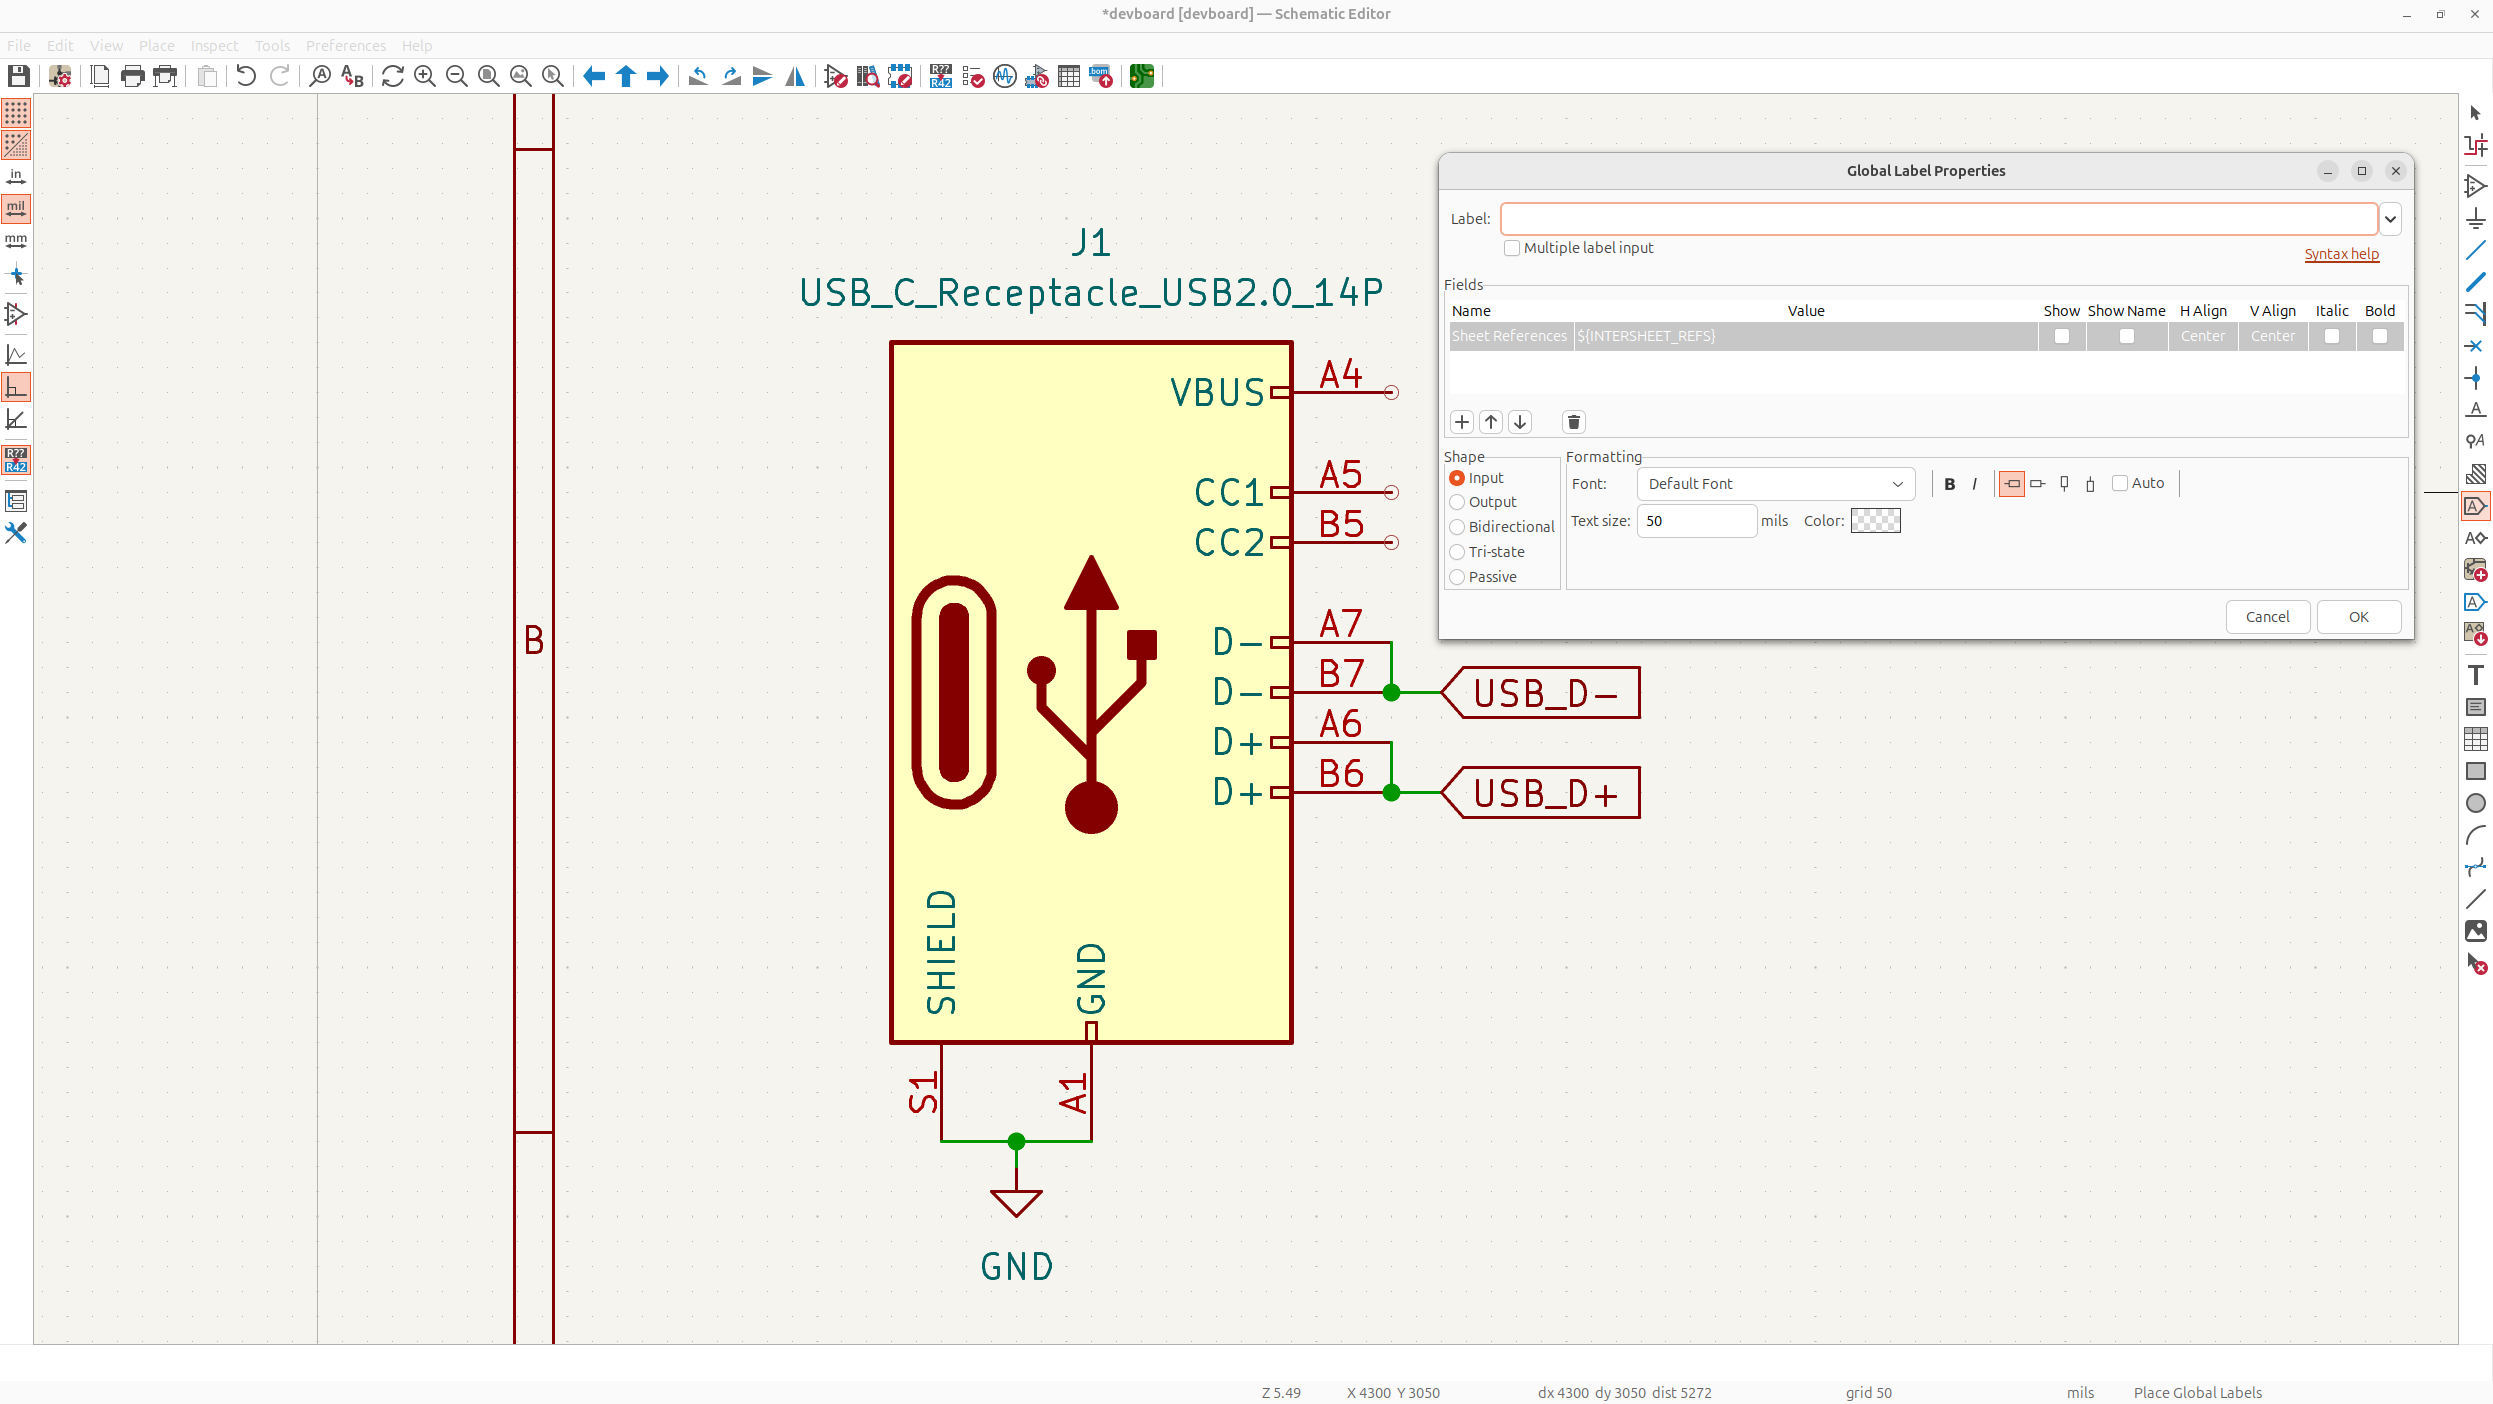 *devboard [devboard] — Schematic Editor
File Edit View Place Inspect Tools Preferences Help
in
mil
mm
R??
R42
Global Label Properties
Label:
Multiple label input
Syntax help
Fields
Name Value Show Show Name H Align V Align Italic Bold
Sheet References ${INTERSHEET_REFS} Center Center
Shape
Input
Output
Bidirectional
Tri-state
Passive
Formatting
Font: Default Font B I Auto
Text size: 50 mils Color:
Cancel OK
J1
USB_C_Receptacle_USB2.0_14P
VBUS A4
CC1 A5
CC2 B5
D- A7
D- B7
D+ A6
D+ B6
USB_D-
USB_D+
B
SHIELD
GND
S1
A1
GND
Z 5.49 X 4300 Y 3050 dx 4300 dy 3050 dist 5272 grid 50 mils Place Global Labels